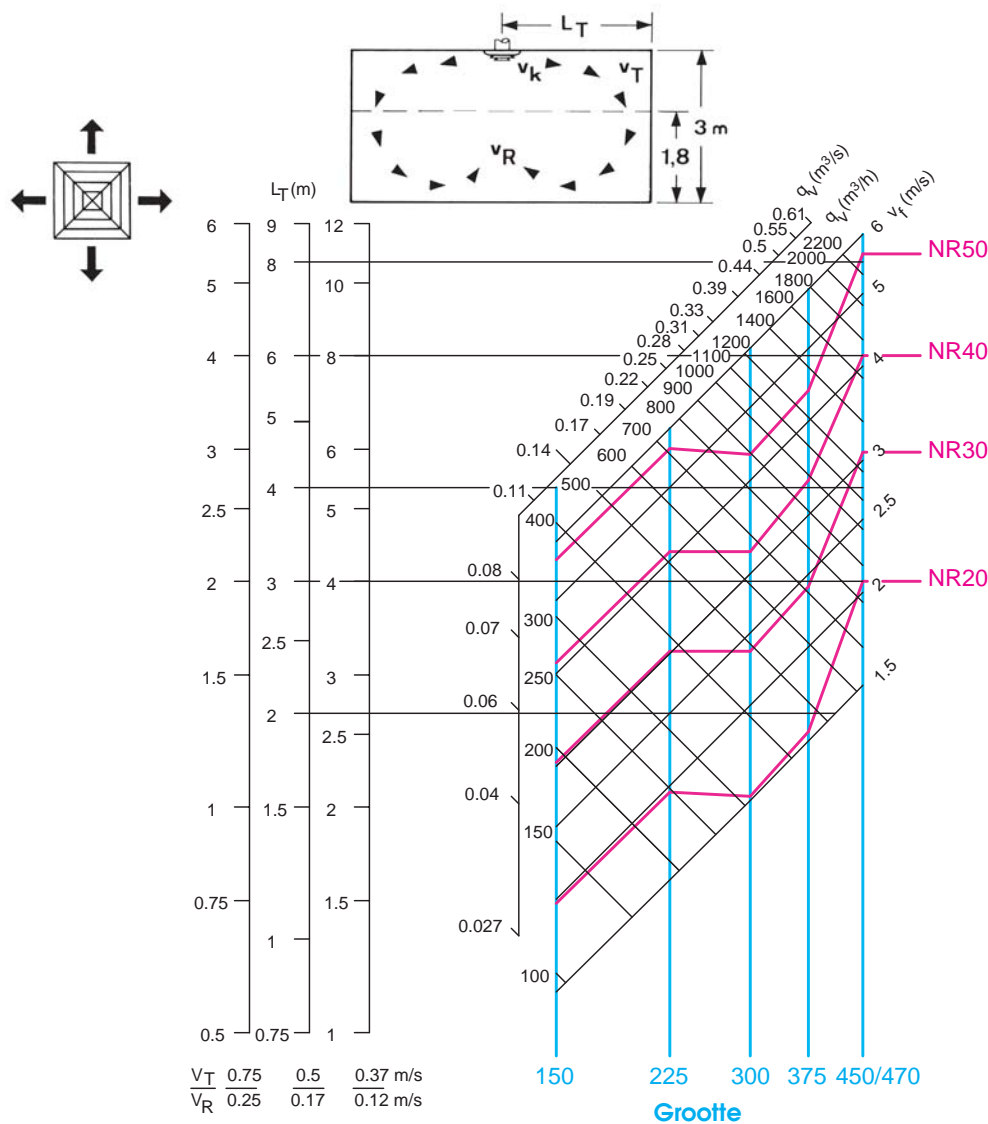 L_T
v_k
v_T
v_R
3 m
1,8
L_T (m)
6 9 12
8
5 10
4 6 8
5
3 6
4
2.5 5
2 3 4
2.5
1.5 3
2
2.5
1 1.5 2
0.75 1.5
1
0.5 0.75 1
V_T 0.75 0.5 0.37 m/s
V_R 0.25 0.17 0.12 m/s
q_v (m³/s)
0.61
0.55
0.5
0.44
0.39
0.33
0.31
0.28
0.25
0.22
0.19
0.17
0.14
0.11
0.08
0.07
0.06
0.04
0.027
q_v (m³/h)
2200
2000
1800
1600
1400
1200
1100
1000
900
800
700
600
500
400
300
250
200
150
100
v_f (m/s)
6
5
4
3
2.5
2
1.5
NR50
NR40
NR30
NR20
150 225 300 375 450/470
Grootte